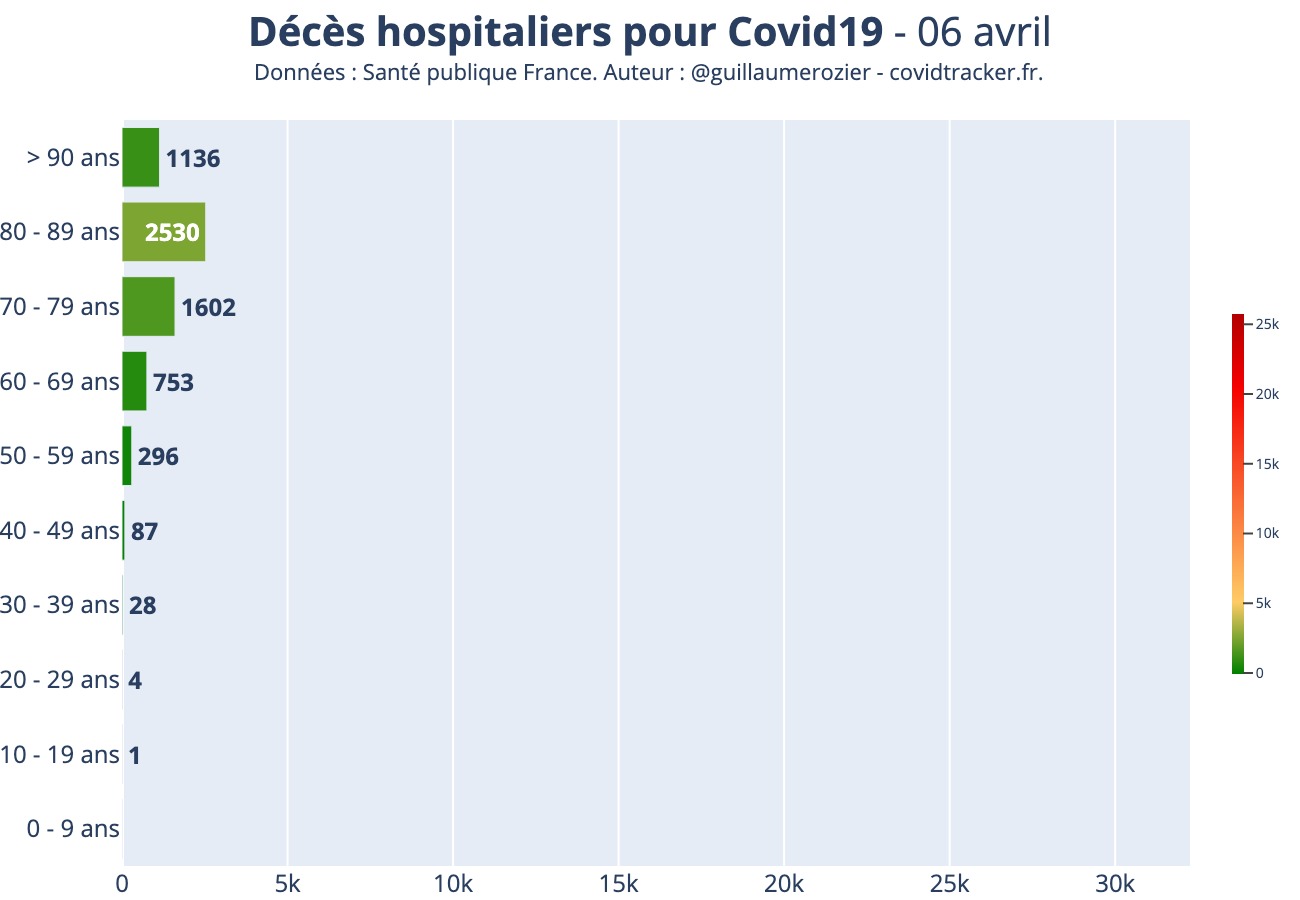 Décès hospitaliers pour Covid19 - 06 avril
Données : Santé publique France. Auteur : @guillaumerozier - covidtracker.fr.
> 90 ans 1136
80 - 89 ans 2530
70 - 79 ans 1602
60 - 69 ans 753
50 - 59 ans 296
40 - 49 ans 87
30 - 39 ans 28
20 - 29 ans 4
10 - 19 ans 1
0 - 9 ans
0 5k 10k 15k 20k 25k 30k
25k
20k
15k
10k
5k
0